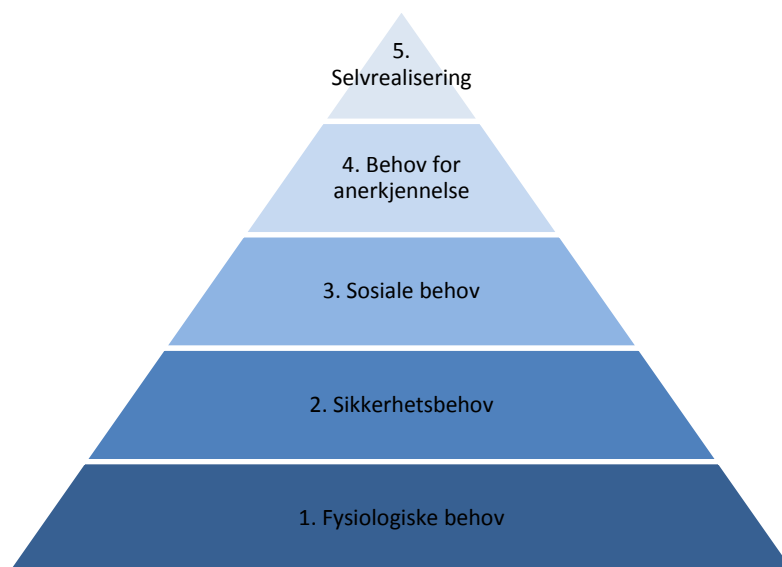 5.
Selvrealisering
4. Behov for
anerkjennelse
3. Sosiale behov
2. Sikkerhetsbehov
1. Fysiologiske behov